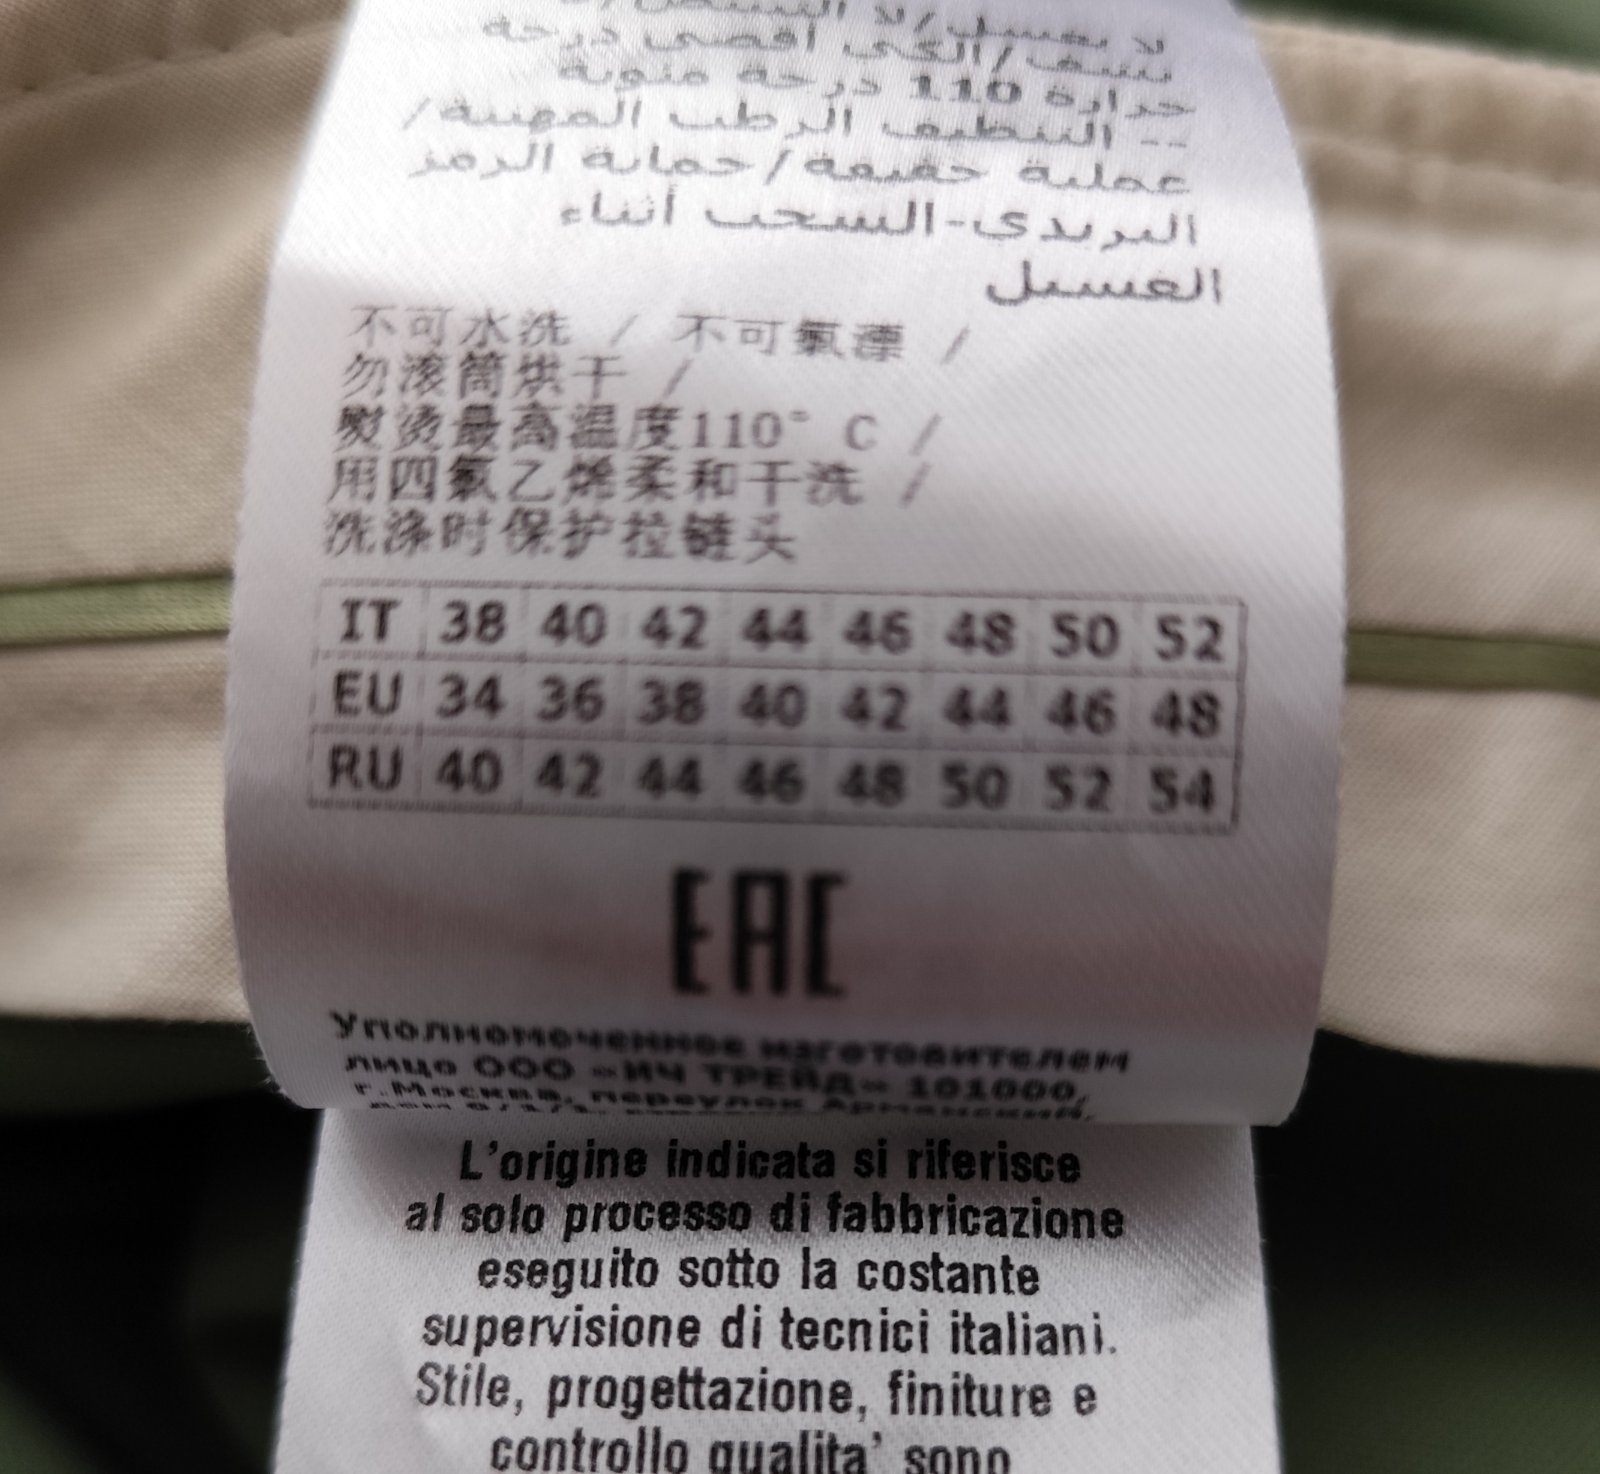 لا يغسل/لا
تنشف/الكي أقصى درجة
حرارة 110 درجة مئوية
-- التنظيف الرطب المهنية/
عملية خفيفة/حماية الرمز
البريدي-السحب أثناء
الغسيل
不可水洗 / 不可氯漂 /
勿滚筒烘干 /
熨烫最高温度110° C /
用四氯乙烯柔和干洗 /
洗涤时保护拉链头
IT 38 40 42 44 46 48 50 52
EU 34 36 38 40 42 44 46 48
RU 40 42 44 46 48 50 52 54
EAC
Уполномоченное изготовителем
лицо ООО «ИЧ ТРЕЙД» 101000,
г.Москва, переулок Армянский,
L'origine indicata si riferisce
al solo processo di fabbricazione
eseguito sotto la costante
supervisione di tecnici italiani.
Stile, progettazione, finiture e
controllo qualita' sono